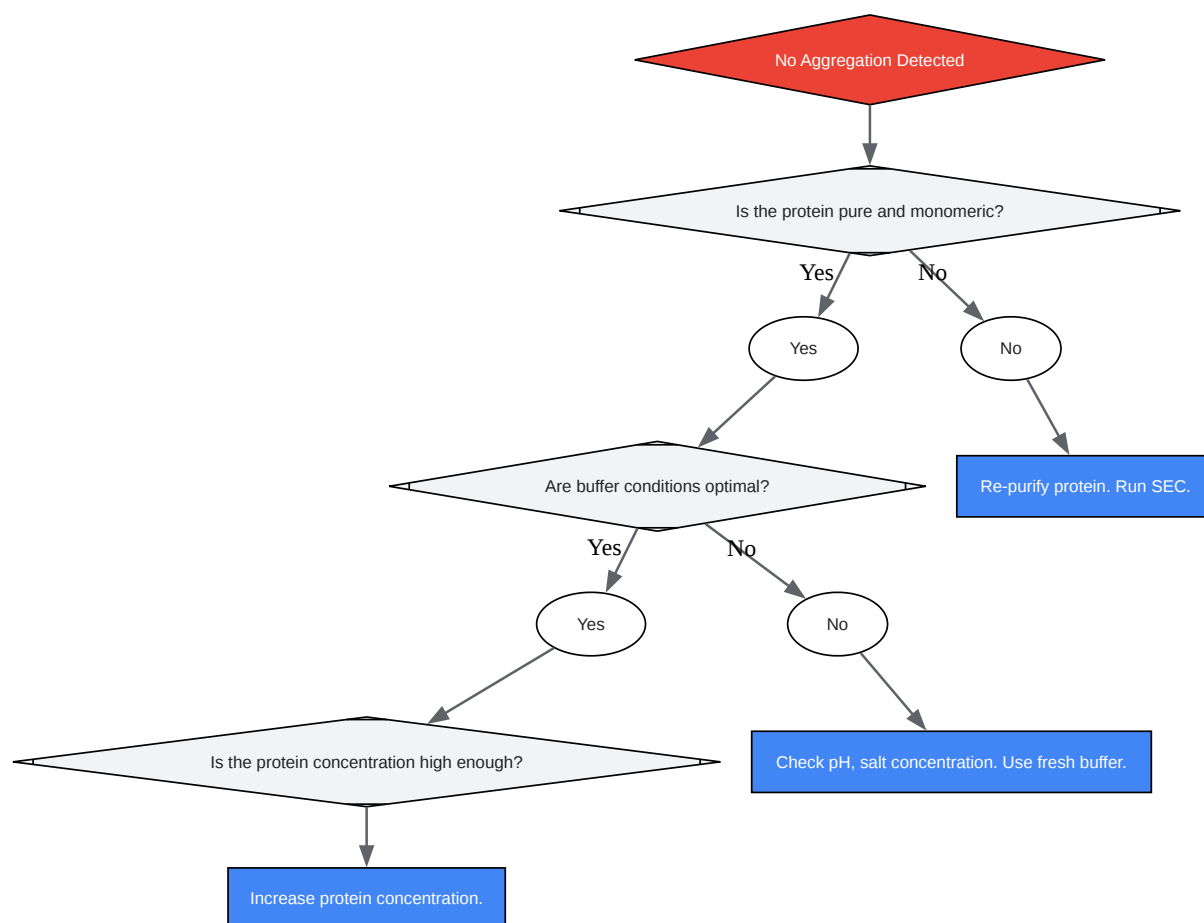 No Aggregation Detected
Is the protein pure and monomeric?
Yes
No
Yes
No
Are buffer conditions optimal?
Re-purify protein. Run SEC.
Yes
No
Yes
No
Is the protein concentration high enough?
Check pH, salt concentration. Use fresh buffer.
Increase protein concentration.